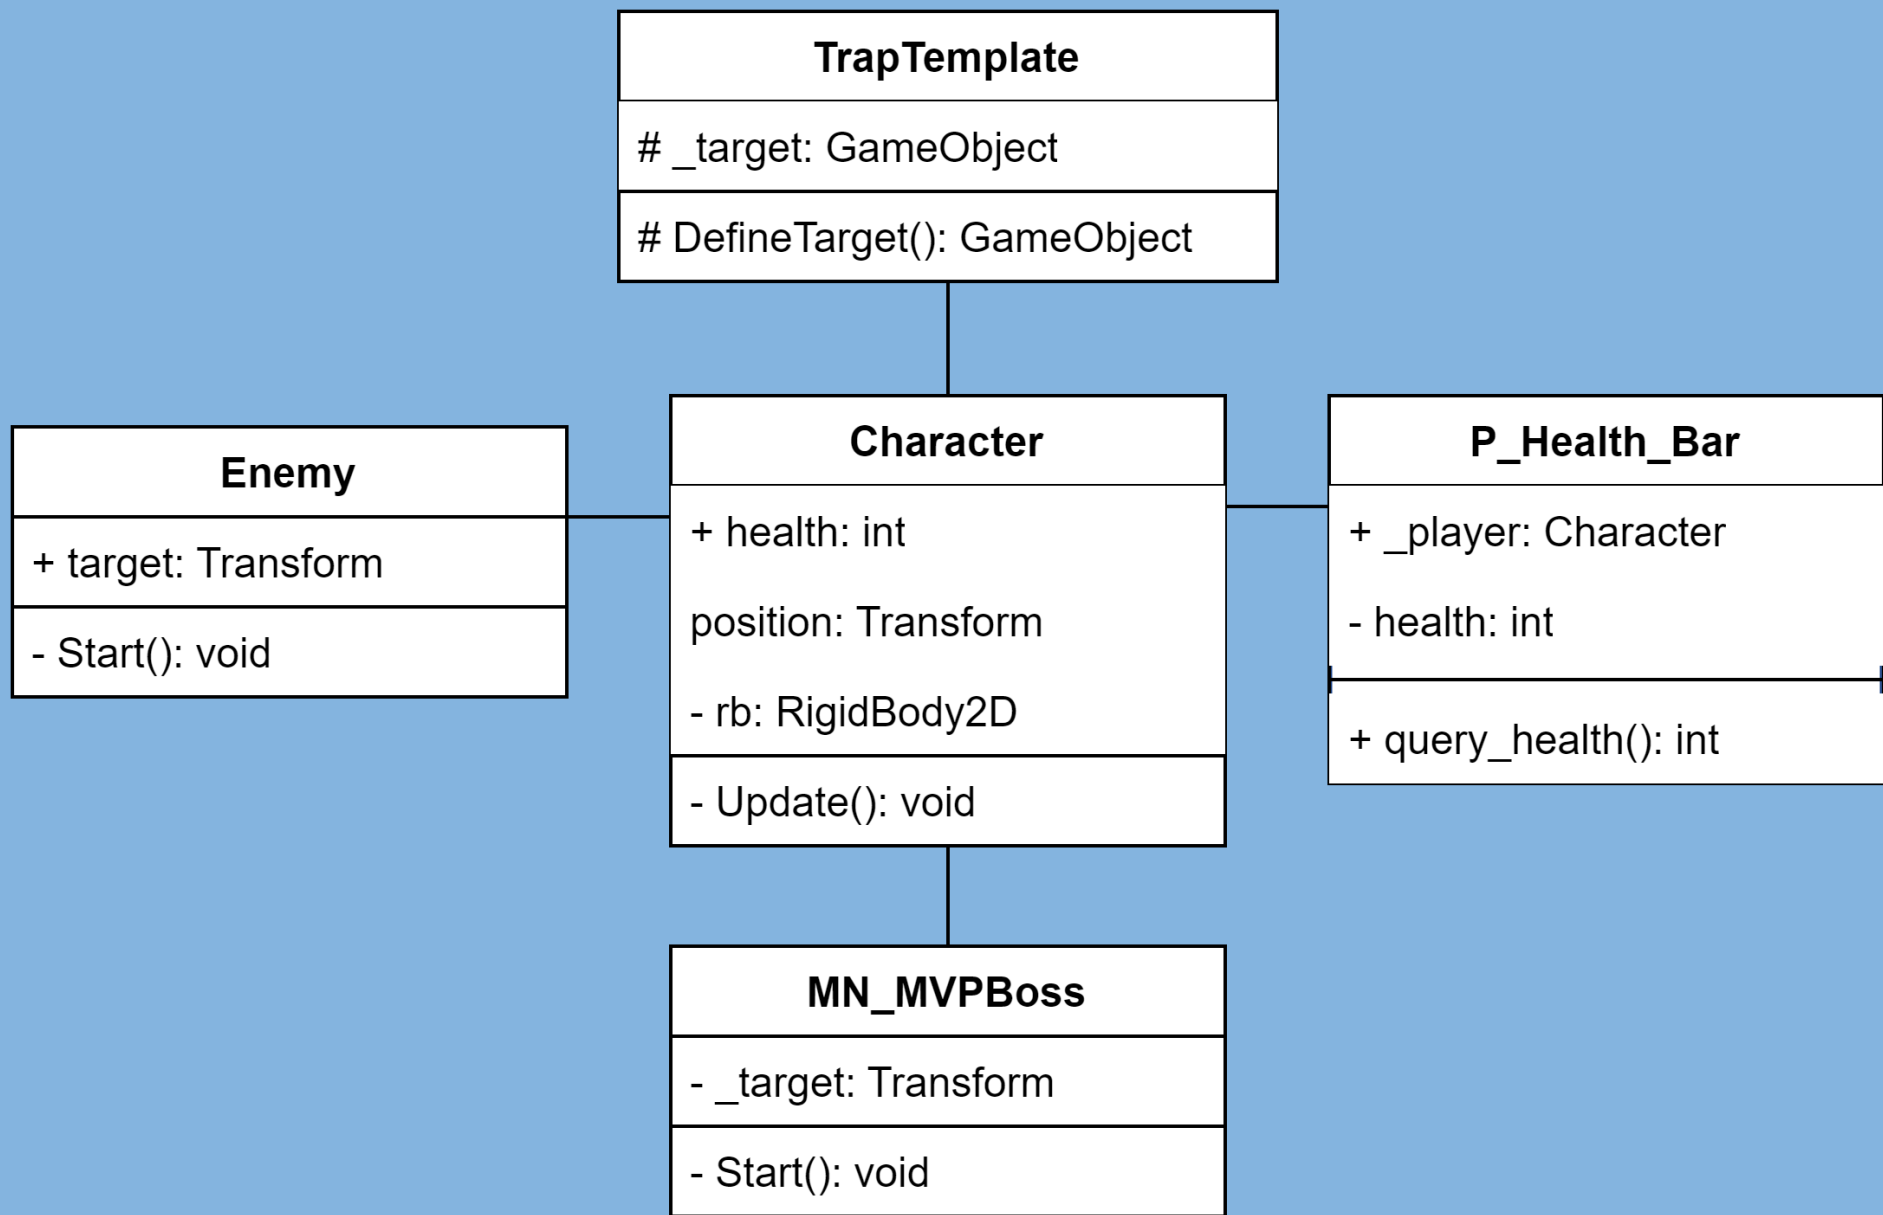 TrapTemplate
# _target: GameObject
# DefineTarget(): GameObject
Enemy
+ target: Transform
- Start(): void
Character
+ health: int
position: Transform
- rb: RigidBody2D
- Update(): void
P_Health_Bar
+ _player: Character
- health: int
+ query_health(): int
MN_MVPBoss
- _target: Transform
- Start(): void